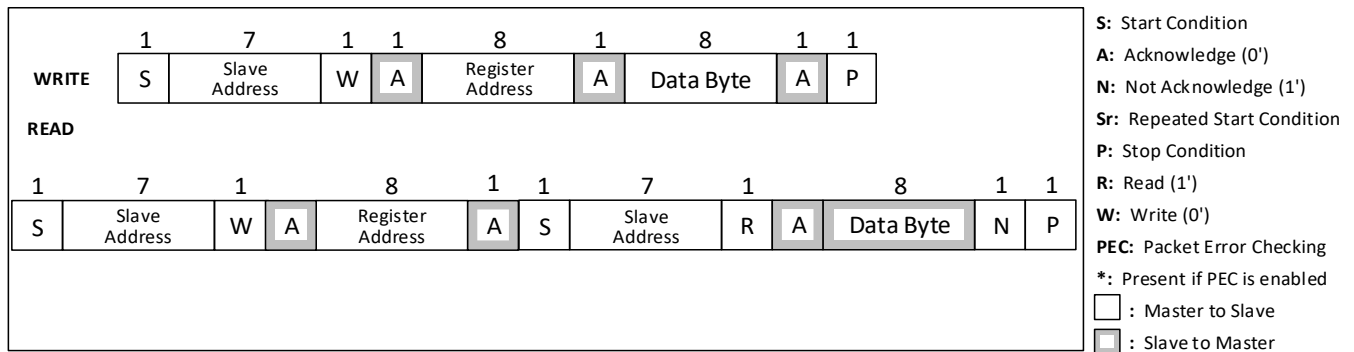 1 7 1 1 8 1 8 1 1
WRITE S Slave Address W A Register Address A Data Byte A P
READ
1 7 1 8 1 1 7 1 8 1 1
S Slave Address W A Register Address A S Slave Address R A Data Byte N P
S: Start Condition
A: Acknowledge (0')
N: Not Acknowledge (1')
Sr: Repeated Start Condition
P: Stop Condition
R: Read (1')
W: Write (0')
PEC: Packet Error Checking
*: Present if PEC is enabled
: Master to Slave
: Slave to Master